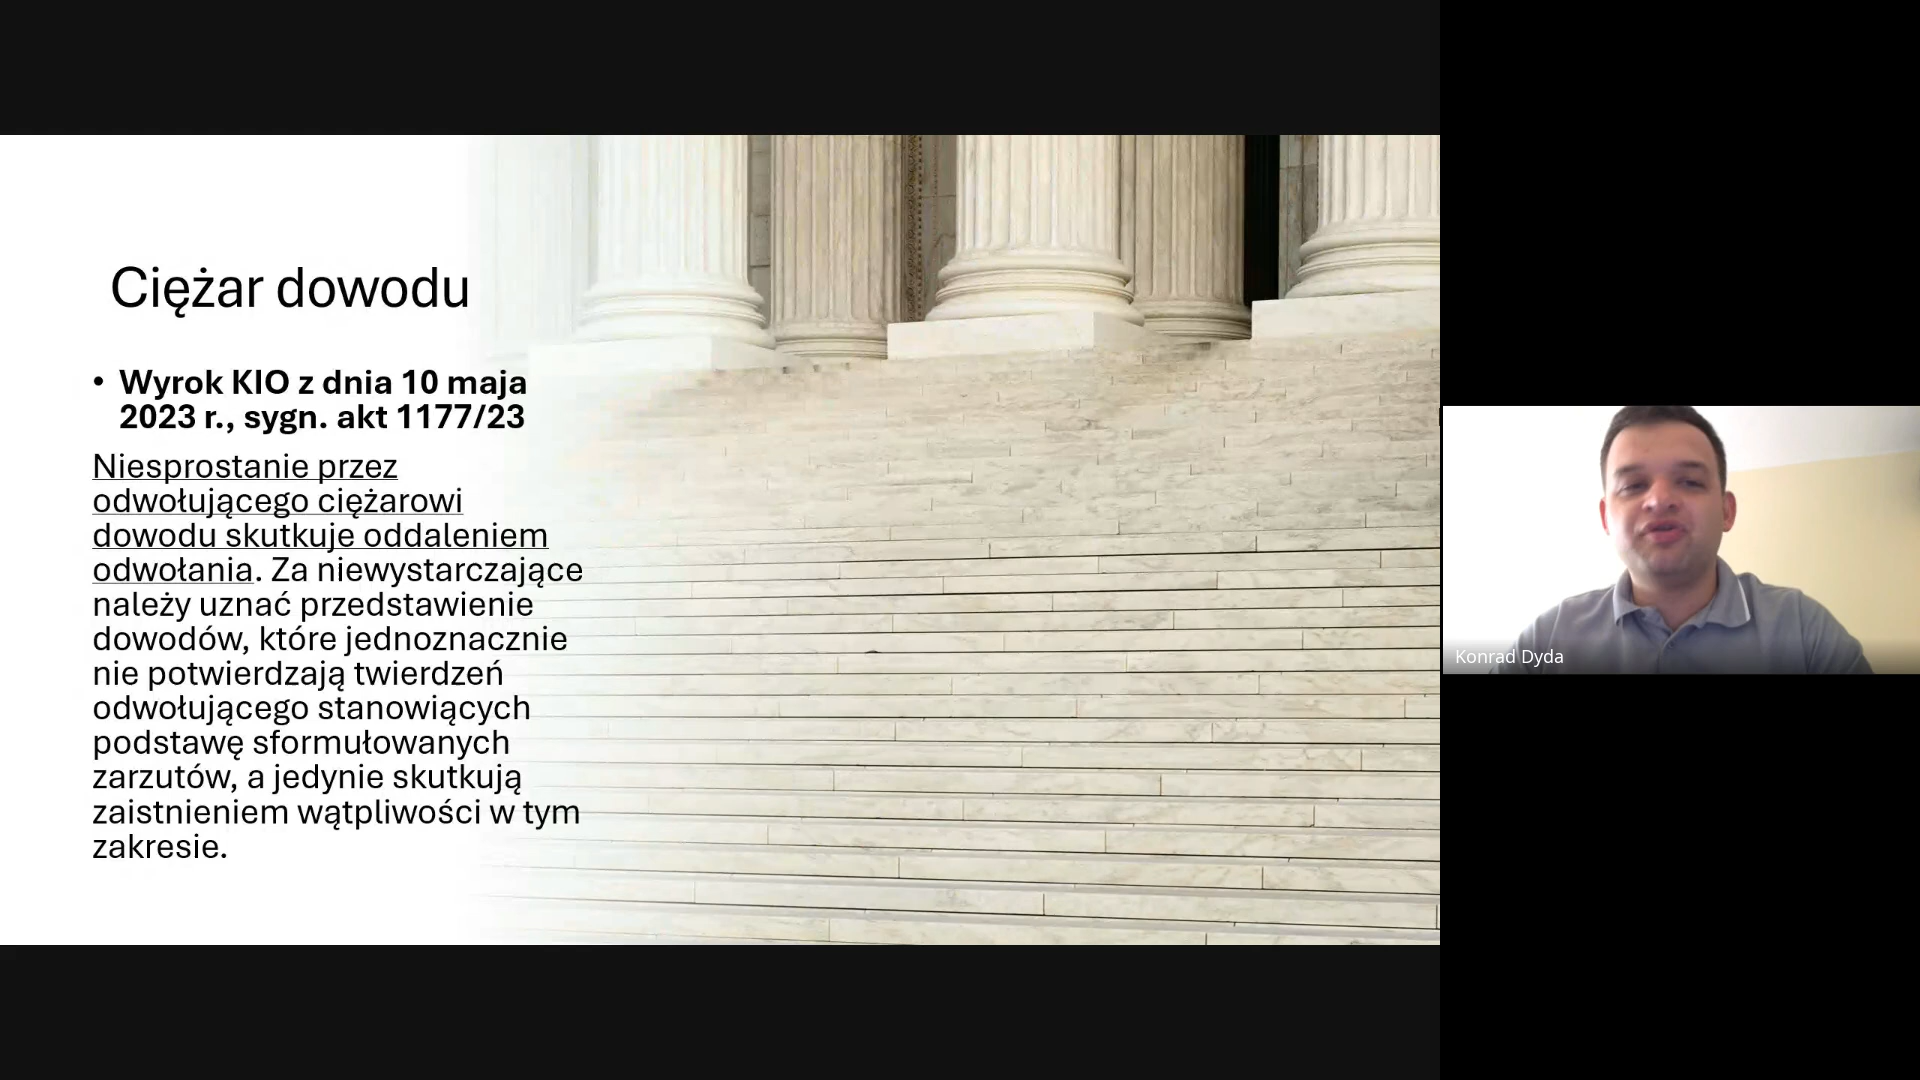 Ciężar dowodu
• Wyrok KIO z dnia 10 maja
2023 r., sygn. akt 1177/23
Niesprostanie przez
odwołującego ciężarowi
dowodu skutkuje oddaleniem
odwołania. Za niewystarczające
należy uznać przedstawienie
dowodów, które jednoznacznie
nie potwierdzają twierdzeń
odwołującego stanowiących
podstawę sformułowanych
zarzutów, a jedynie skutkują
zaistnieniem wątpliwości w tym
zakresie.
Konrad Dyda